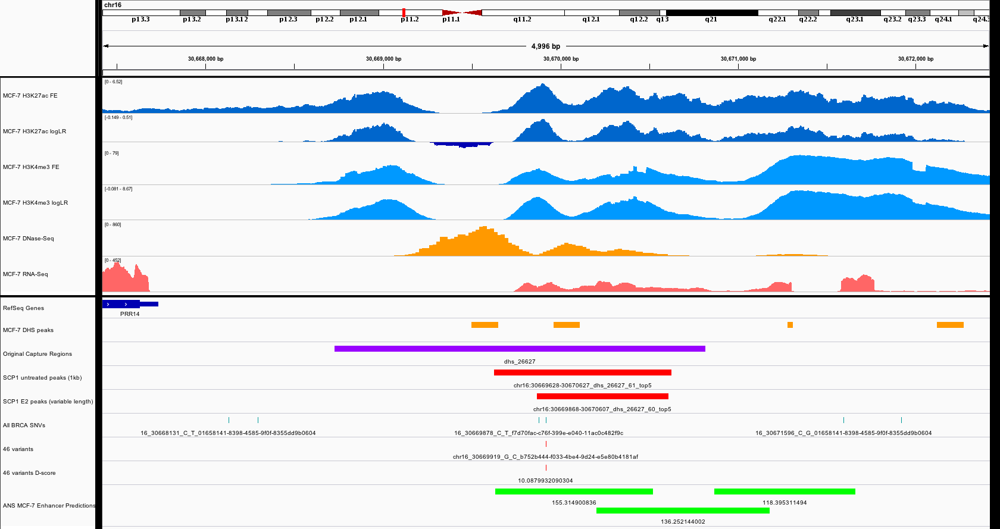 chr16
p13.3 p13.2 p13.12 p12.3 p12.2 p12.1 p11.2 p11.1 q11.2 q12.1 q12.2 q13 q21 q22.1 q22.2 q23.1 q23.2 q23.3 q24.1 q24.3
4,996 bp
30,668,000 bp 30,669,000 bp 30,670,000 bp 30,671,000 bp 30,672,000 bp
[0 - 6.52]
MCF-7 H3K27ac FE
[-0.149 - 0.51]
MCF-7 H3K27ac logLR
[0 - 79]
MCF-7 H3K4me3 FE
[-0.081 - 8.67]
MCF-7 H3K4me3 logLR
[0 - 860]
MCF-7 DNase-Seq
[0 - 452]
MCF-7 RNA-Seq
RefSeq Genes
PRR14
MCF-7 DHS peaks
Original Capture Regions
dhs_26627
SCP1 untreated peaks (1kb)
chr16:30669628-30670627_dhs_26627_61_top5
SCP1 E2 peaks (variable length)
chr16:30669868-30670607_dhs_26627_60_top5
All BRCA SNVs
16_30668131_C_T_01658141-8398-4585-9f0f-8355dd9b0604 16_30669878_C_T_f7d70fac-c76f-399e-e040-11ac0c482f9c 16_30671596_C_G_01658141-8398-4585-9f0f-8355dd9b0604
46 variants
chr16_30669919_G_C_b752b444-f033-4be4-9d24-e5e80b4181af
46 variants D-score
10.0879932090304
ANS MCF-7 Enhancer Predictions
155.314900836 118.395311494
136.252144002